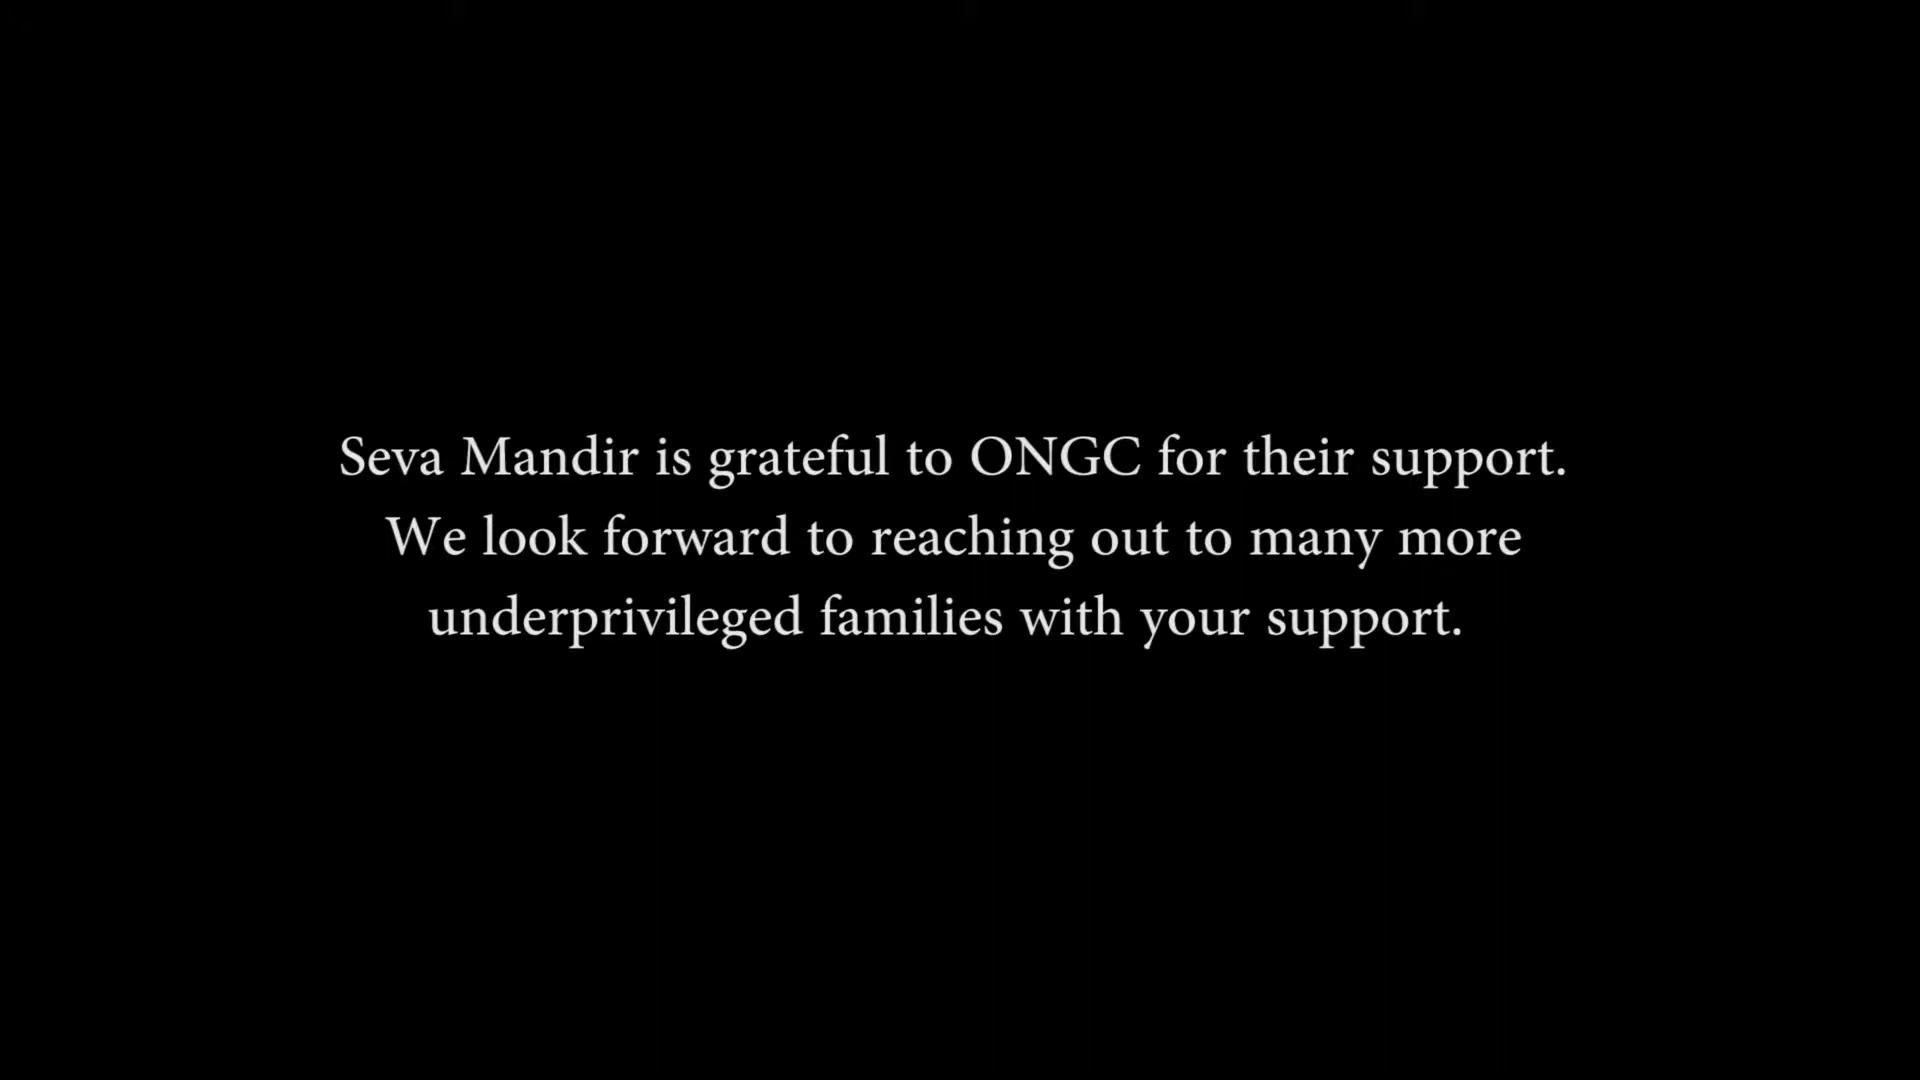 Seva Mandir is grateful to ONGC for their support.
We look forward to reaching out to many more
underprivileged families with your support.